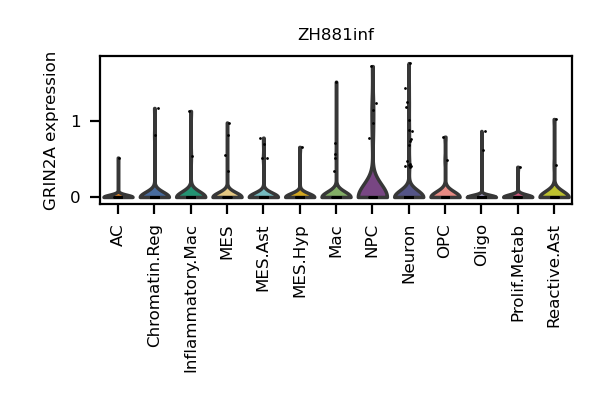 ZH881inf
GRIN2A expression
1
0
AC
Chromatin.Reg
Inflammatory.Mac
MES
MES.Ast
MES.Hyp
Mac
NPC
Neuron
OPC
Oligo
Prolif.Metab
Reactive.Ast